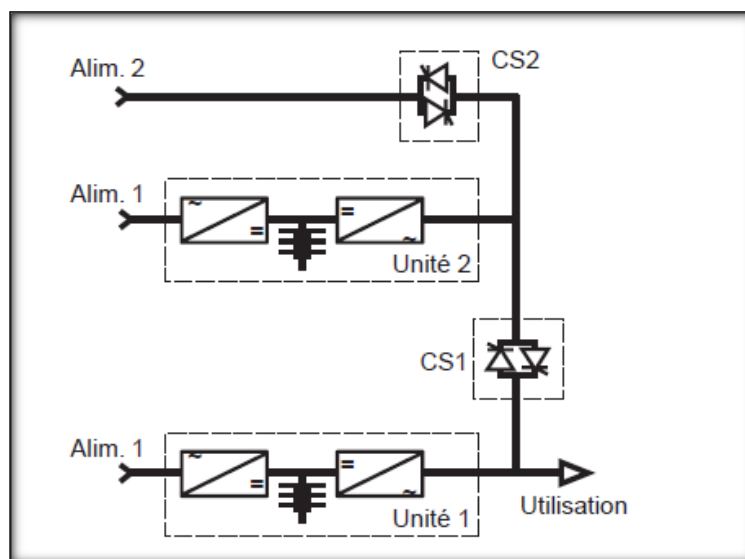 CS2
Alim. 2
Alim. 1
~
=
=
~
Unité 2
CS1
Alim. 1
~
=
=
~
Unité 1
Utilisation